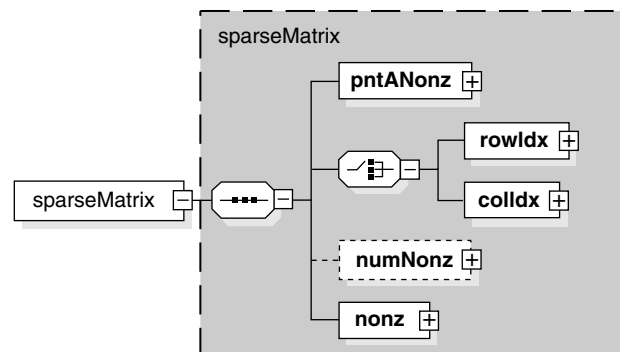 sparseMatrix
pntANonz
rowIdx
sparseMatrix
colIdx
numNonz
nonz